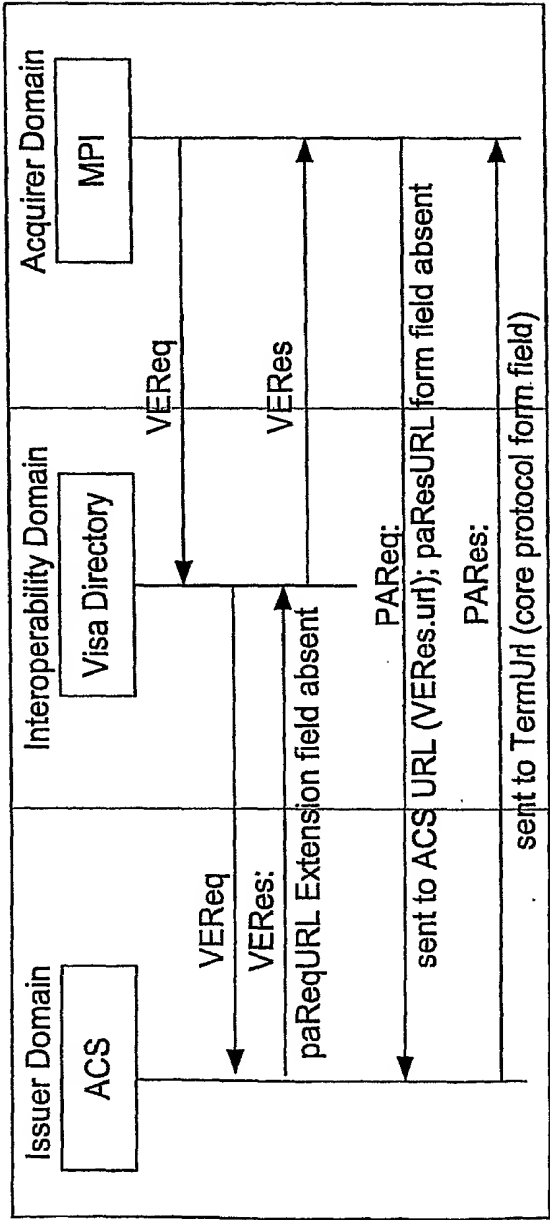 Issuer Domain
Interoperability Domain
Acquirer Domain
ACS
Visa Directory
MPI
VEReq
VEReq
VERes:
paReqURL Extension field absent
VERes
PAReq:
sent to ACS URL (VERes.url); paResURL form field absent
PARes:
sent to TermUrl (core protocol form field)